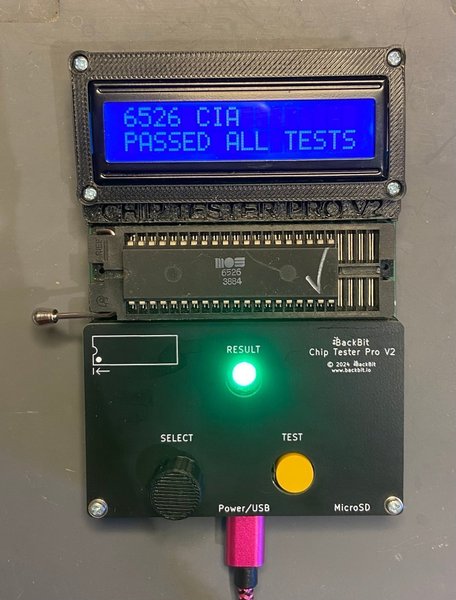 6526 CIA
PASSED ALL TESTS
CHIP TESTER PRO V2
MOS
6526
3884
RESULT
BackBit
Chip Tester Pro V2
© 2024 BackBit
www.backbit.io
SELECT
TEST
Power/USB
MicroSD